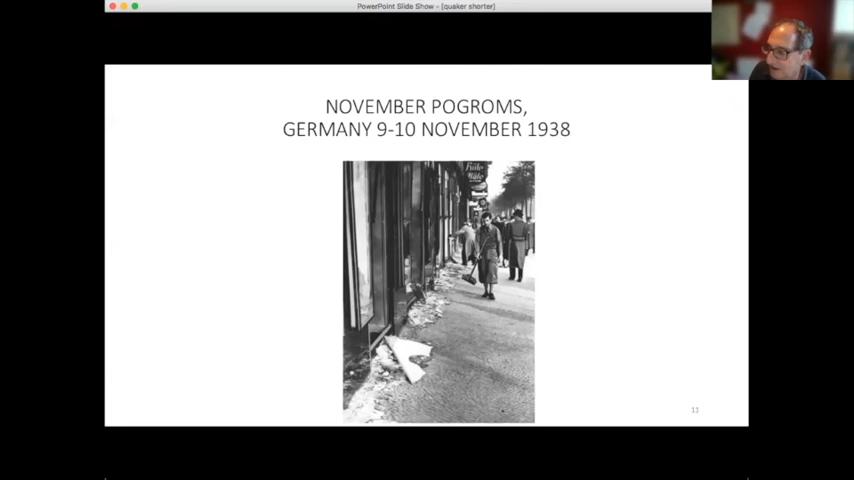 PowerPoint Slide Show - [quaker shorter]
NOVEMBER POGROMS,
GERMANY 9-10 NOVEMBER 1938
11